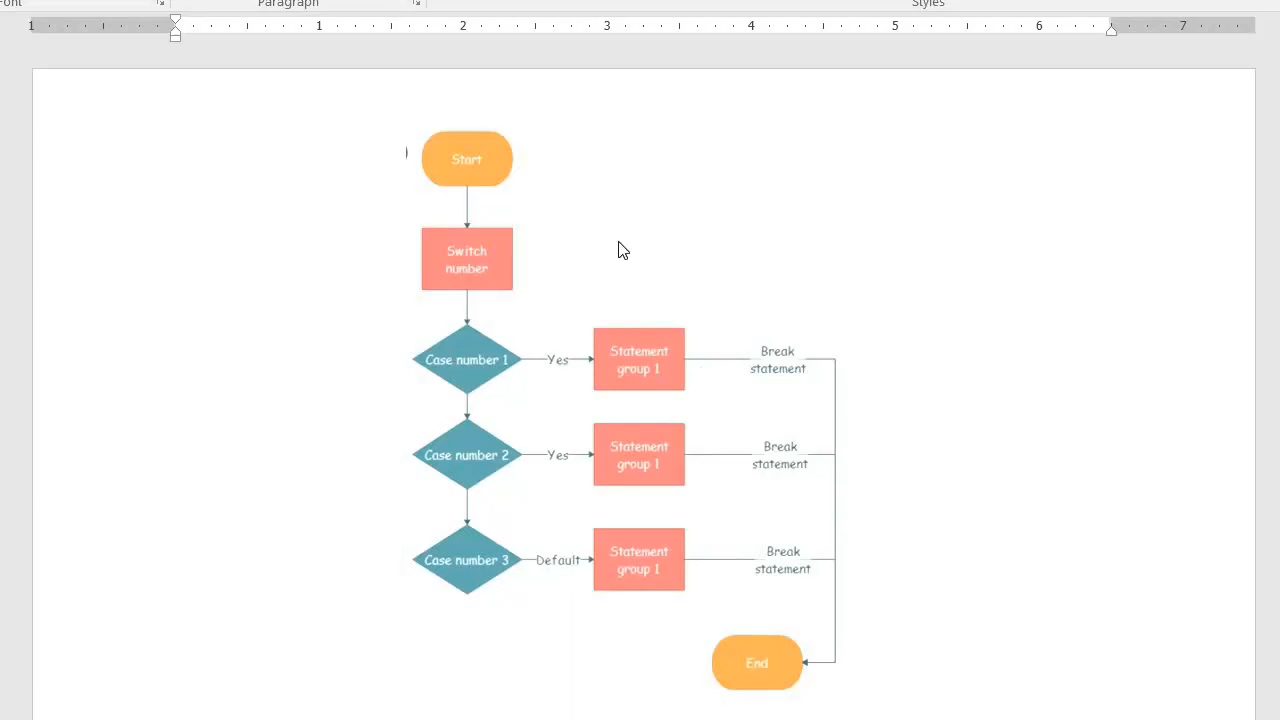 Font
Paragraph
Styles
1 1 2 3 4 5 6 7
)
Start
Switch
number
Case number 1
Yes
Statement
group 1
Break
statement
Case number 2
Yes
Statement
group 1
Break
statement
Case number 3
Default
Statement
group 1
Break
statement
End